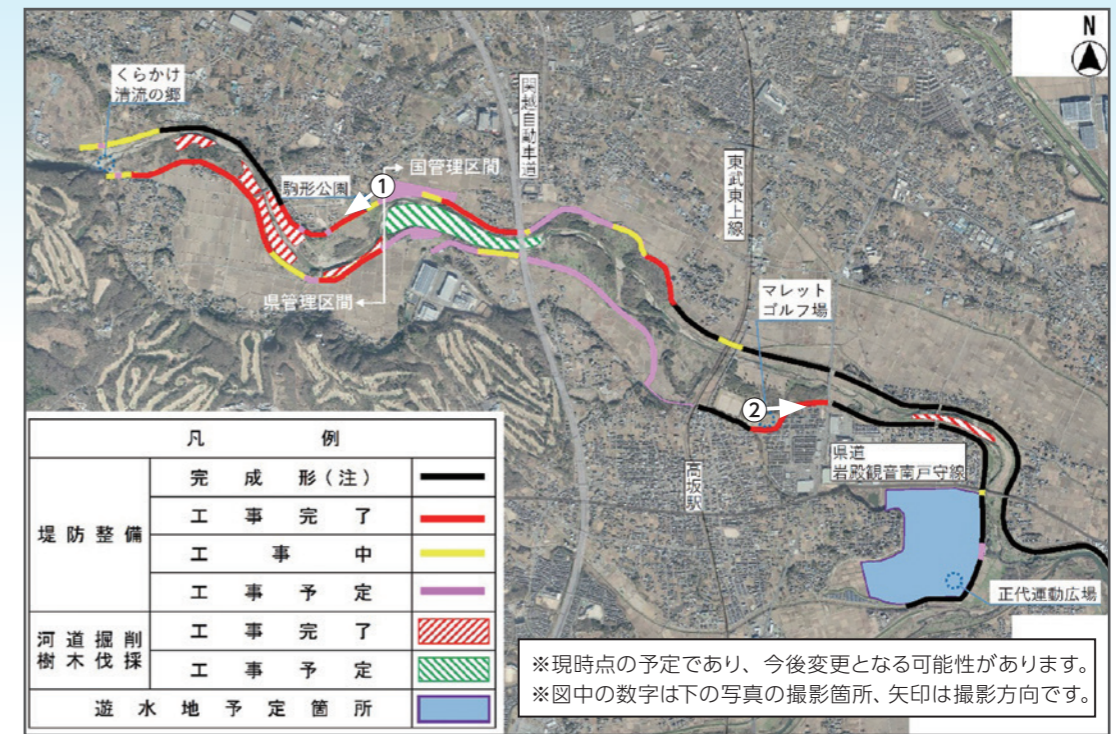 N
くらかけ
清流の郷
関越自動車道
国管理区間
①
駒形公園
東武東上線
県管理区間
マレット
ゴルフ場
②
県道
岩殿観音南戸守線
高坂駅
正代運動広場
凡例
堤防整備
完成形(注)
工事完了
工事中
工事予定
河道掘削
樹木伐採
工事完了
工事予定
遊水地予定箇所
※現時点の予定であり、今後変更となる可能性があります。
※図中の数字は下の写真の撮影箇所、矢印は撮影方向です。